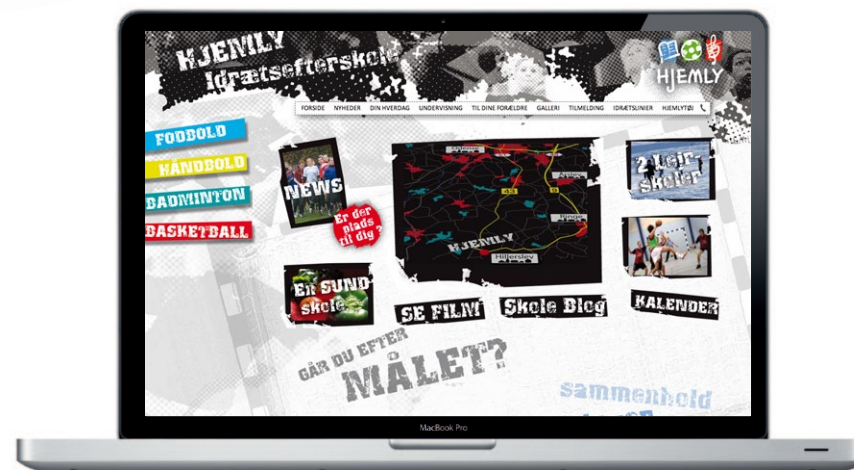 HJEMLY
Idrætsefterskole
HJEMLY
FORSIDE NYHEDER DIN HVERDAG UNDERVISNING TIL DINE FORÆLDRE GALLERI TILMELDING IDRÆTSLINIER HJEMLYTØJ
FODBOLD
HÅNDBOLD
BADMINTON
BASKETBALL
NEWS
Er der
plads
til dig?
43
9
HJEMLY
Hillerslev
2 lejr-
skoler
En SUND
skole
SE FILM
Skole Blog
KALENDER
GÅR DU EFTER
MÅLET?
sammenhold
MacBook Pro